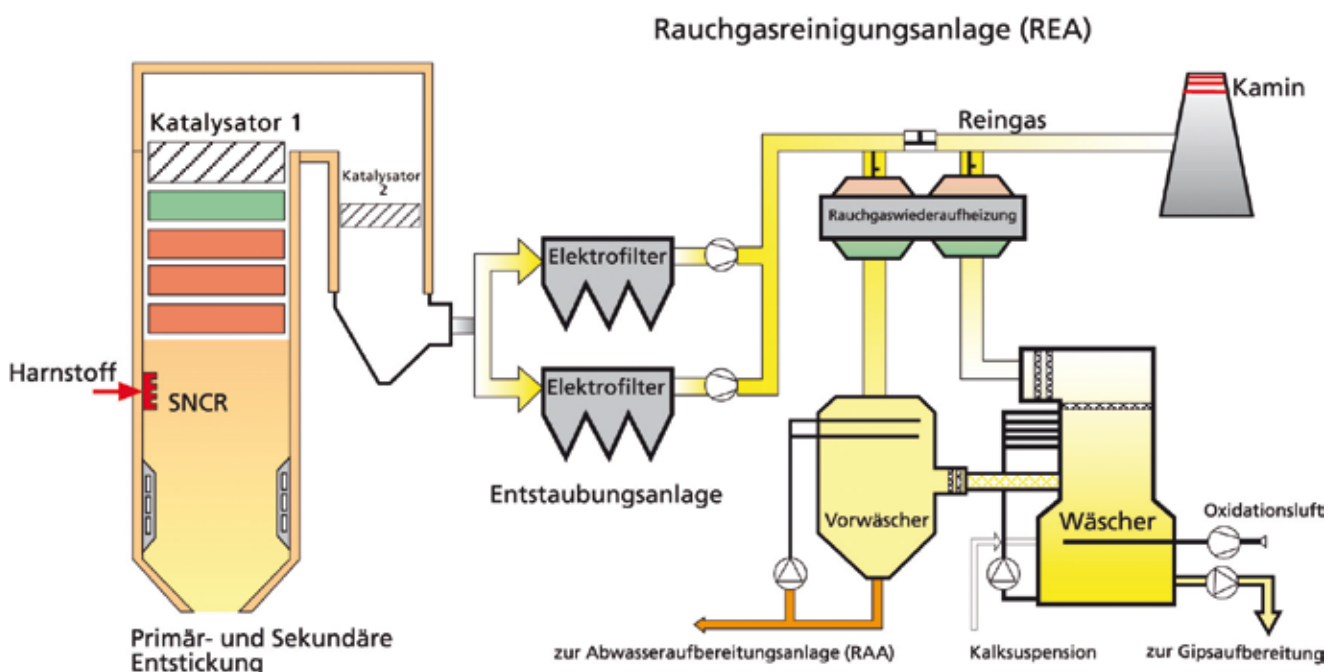 Rauchgasreinigungsanlage (REA)
Kamin
Reingas
Katalysator 1
Katalysator
2
Rauchgaswiederaufheizung
Elektrofilter
Harnstoff
SNCR
Elektrofilter
Entstaubungsanlage
Vorwäscher
Wäscher
Oxidationsluft
Primär- und Sekundäre
Entstickung
zur Abwasseraufbereitungsanlage (RAA)
Kalksuspension
zur Gipsaufbereitung